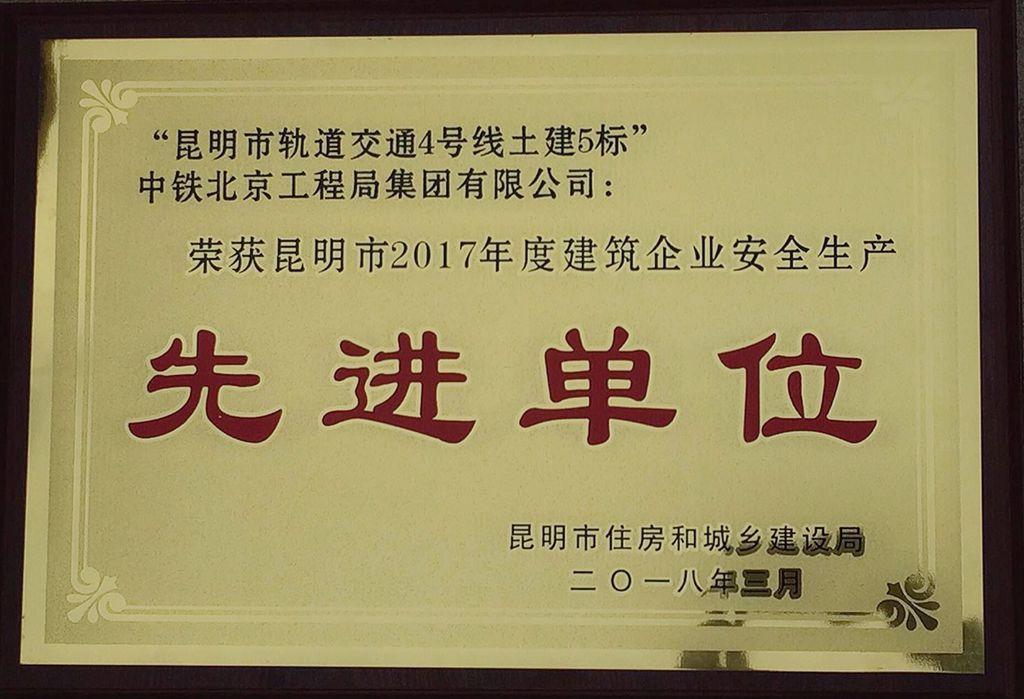 “昆明市轨道交通4号线土建5标”
中铁北京工程局集团有限公司：
荣获昆明市2017年度建筑企业安全生产
先进单位
昆明市住房和城乡建设局
二〇一八年三月